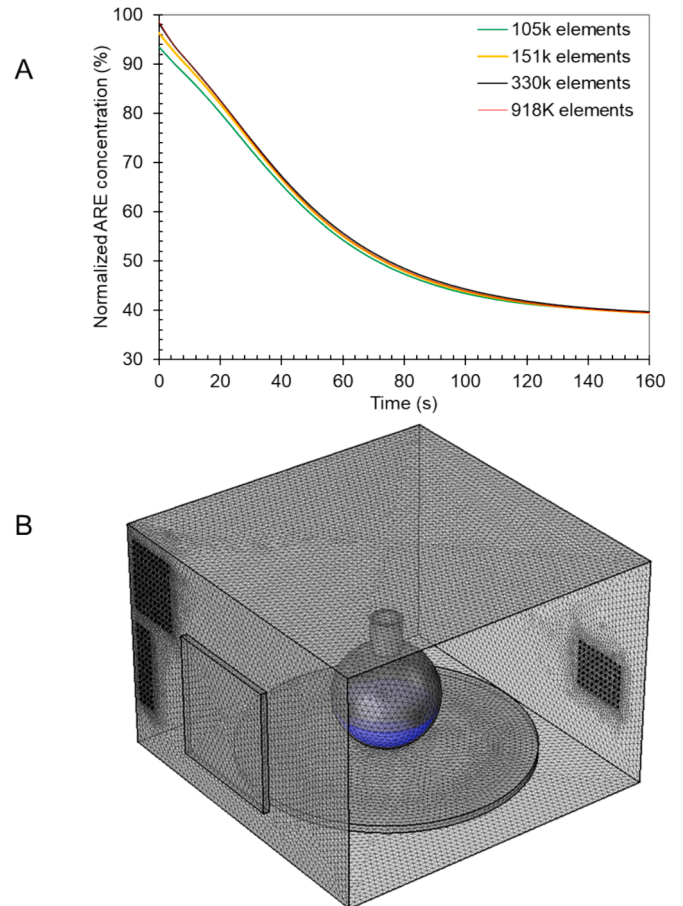 A
Normalized ARE concentration (%)
100
90
80
70
60
50
40
30
0 20 40 60 80 100 120 140 160
Time (s)
105k elements
151k elements
330k elements
918K elements
B